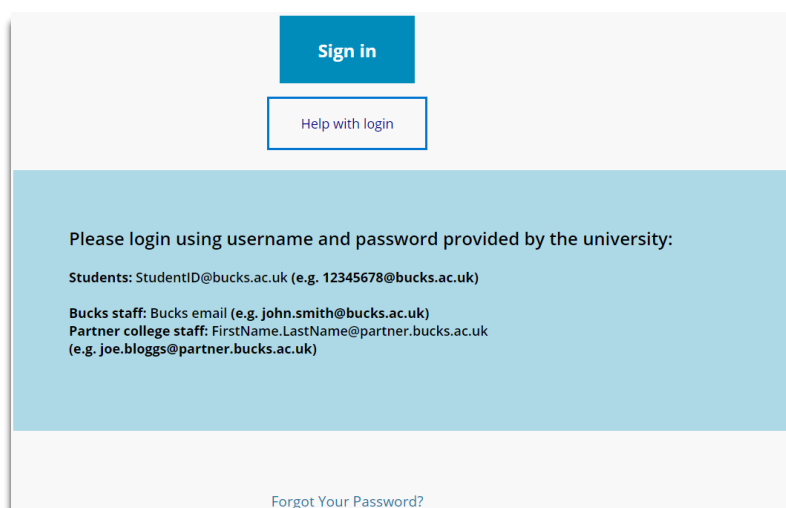 Sign in
Help with login
Please login using username and password provided by the university:
Students: StudentID@bucks.ac.uk (e.g. 12345678@bucks.ac.uk)
Bucks staff: Bucks email (e.g. john.smith@bucks.ac.uk)
Partner college staff: FirstName.LastName@partner.bucks.ac.uk
(e.g. joe.bloggs@partner.bucks.ac.uk)
Forgot Your Password?